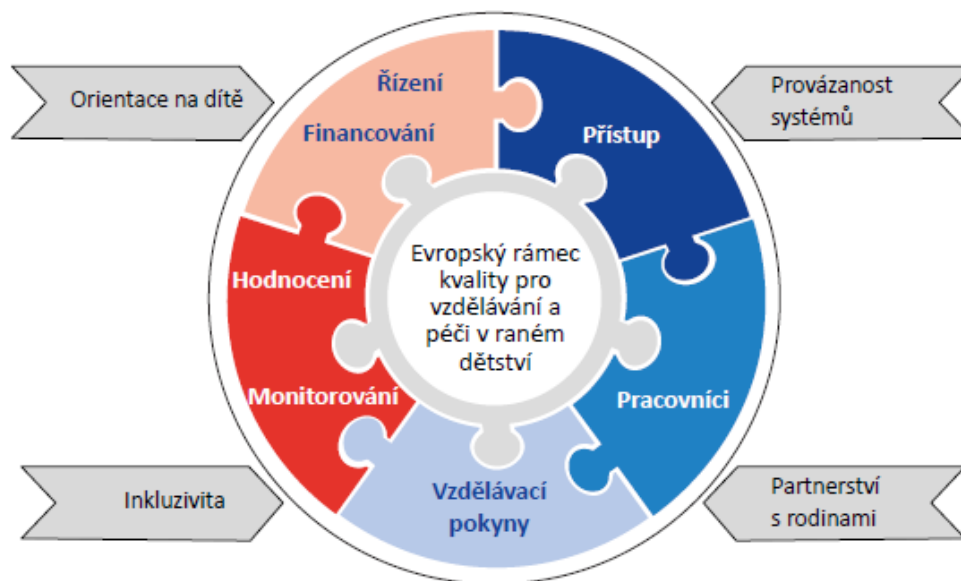 Orientace na dítě
Řízení
Financování
Přístup
Provázanost
systémů
Hodnocení
Monitorování
Evropský rámec
kvality pro
vzdělávání a
péči v raném
dětství
Pracovníci
Vzdělávací
pokyny
Inkluzivita
Partnerství
s rodinami